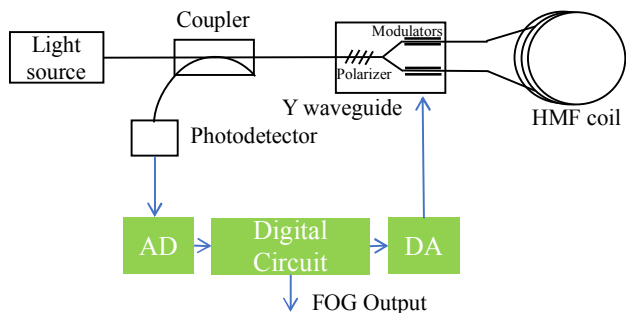 Light
source
Coupler
Modulators
Polarizer
Y waveguide
HMF coil
Photodetector
AD
Digital
Circuit
DA
FOG Output